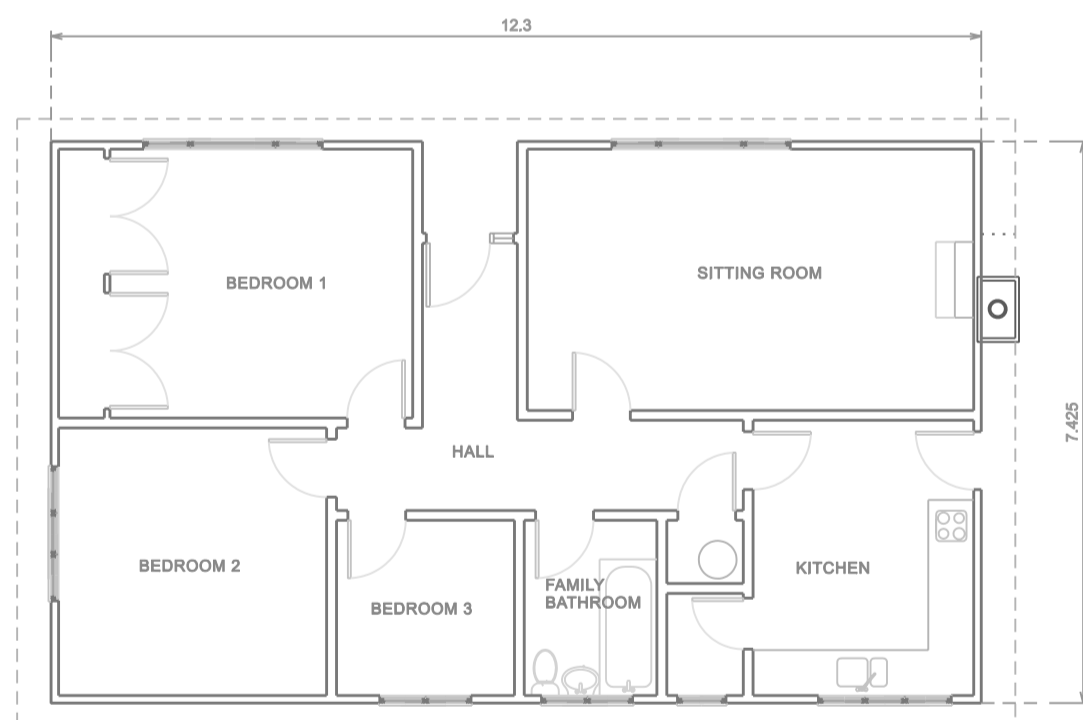 12.3
BEDROOM 1
SITTING ROOM
7.425
HALL
BEDROOM 2
KITCHEN
FAMILY
BATHROOM
BEDROOM 3